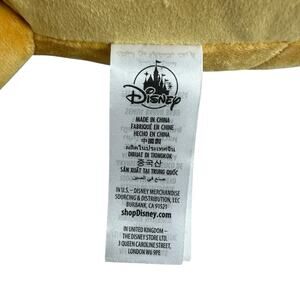 DISNEY
MADE IN CHINA
FABRIQUÉ EN CHINE
HECHO EN CHINA
中国制造
ผลิตในประเทศจีน
DIBUAT DI TIONGKOK
중국산
SẢN XUẤT TẠI TRUNG QUỐC
صنع في الصين
IN U.S. – DISNEY MERCHANDISE
SOURCING & DISTRIBUTION, LLC
BURBANK, CA 91521
shopDisney.com
IN UNITED KINGDOM –
THE DISNEY STORE LTD.
3 QUEEN CAROLINE STREET,
LONDON W6 9PE